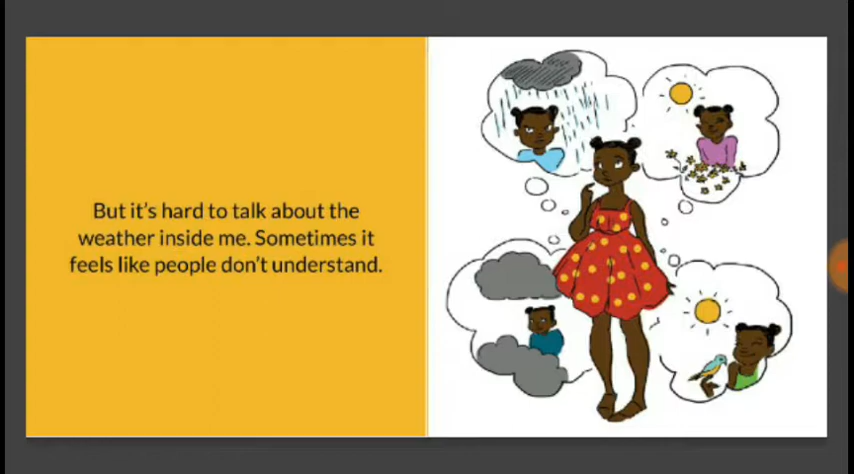 But it's hard to talk about the
weather inside me. Sometimes it
feels like people don't understand.